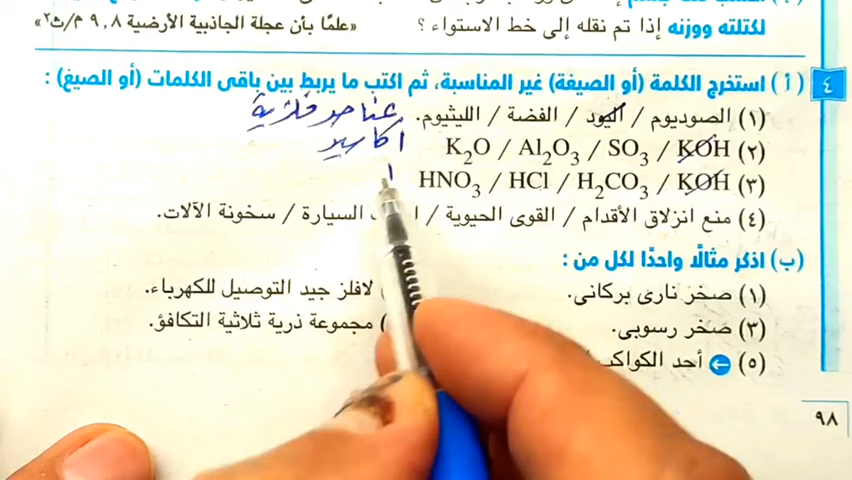 لكتلته ووزنه إذا تم نقله إلى خط الاستواء ؟ «علمًا بأن عجلة الجاذبية الأرضية ٩,٨ م/ث٢»
٤ ( أ ) استخرج الكلمة (أو الصيغة) غير المناسبة، ثم اكتب ما يربط بين باقى الكلمات (أو الصيغ) :
(١) الصوديوم / اليود / الفضة / الليثيوم. عناصر فلزية
(٢) KOH / SO3 / Al2O3 / K2O أكاسيد
(٣) KOH / H2CO3 / HCl / HNO3 ا
(٤) منع انزلاق الأقدام / القوى الحيوية / السيارة / سخونة الآلات.
(ب) اذكر مثالًا واحدًا لكل من :
(١) صخر نارى بركانى. لافلز جيد التوصيل للكهرباء.
(٣) صخر رسوبى. مجموعة ذرية ثلاثية التكافؤ.
(٥) أحد الكواكب
٩٨